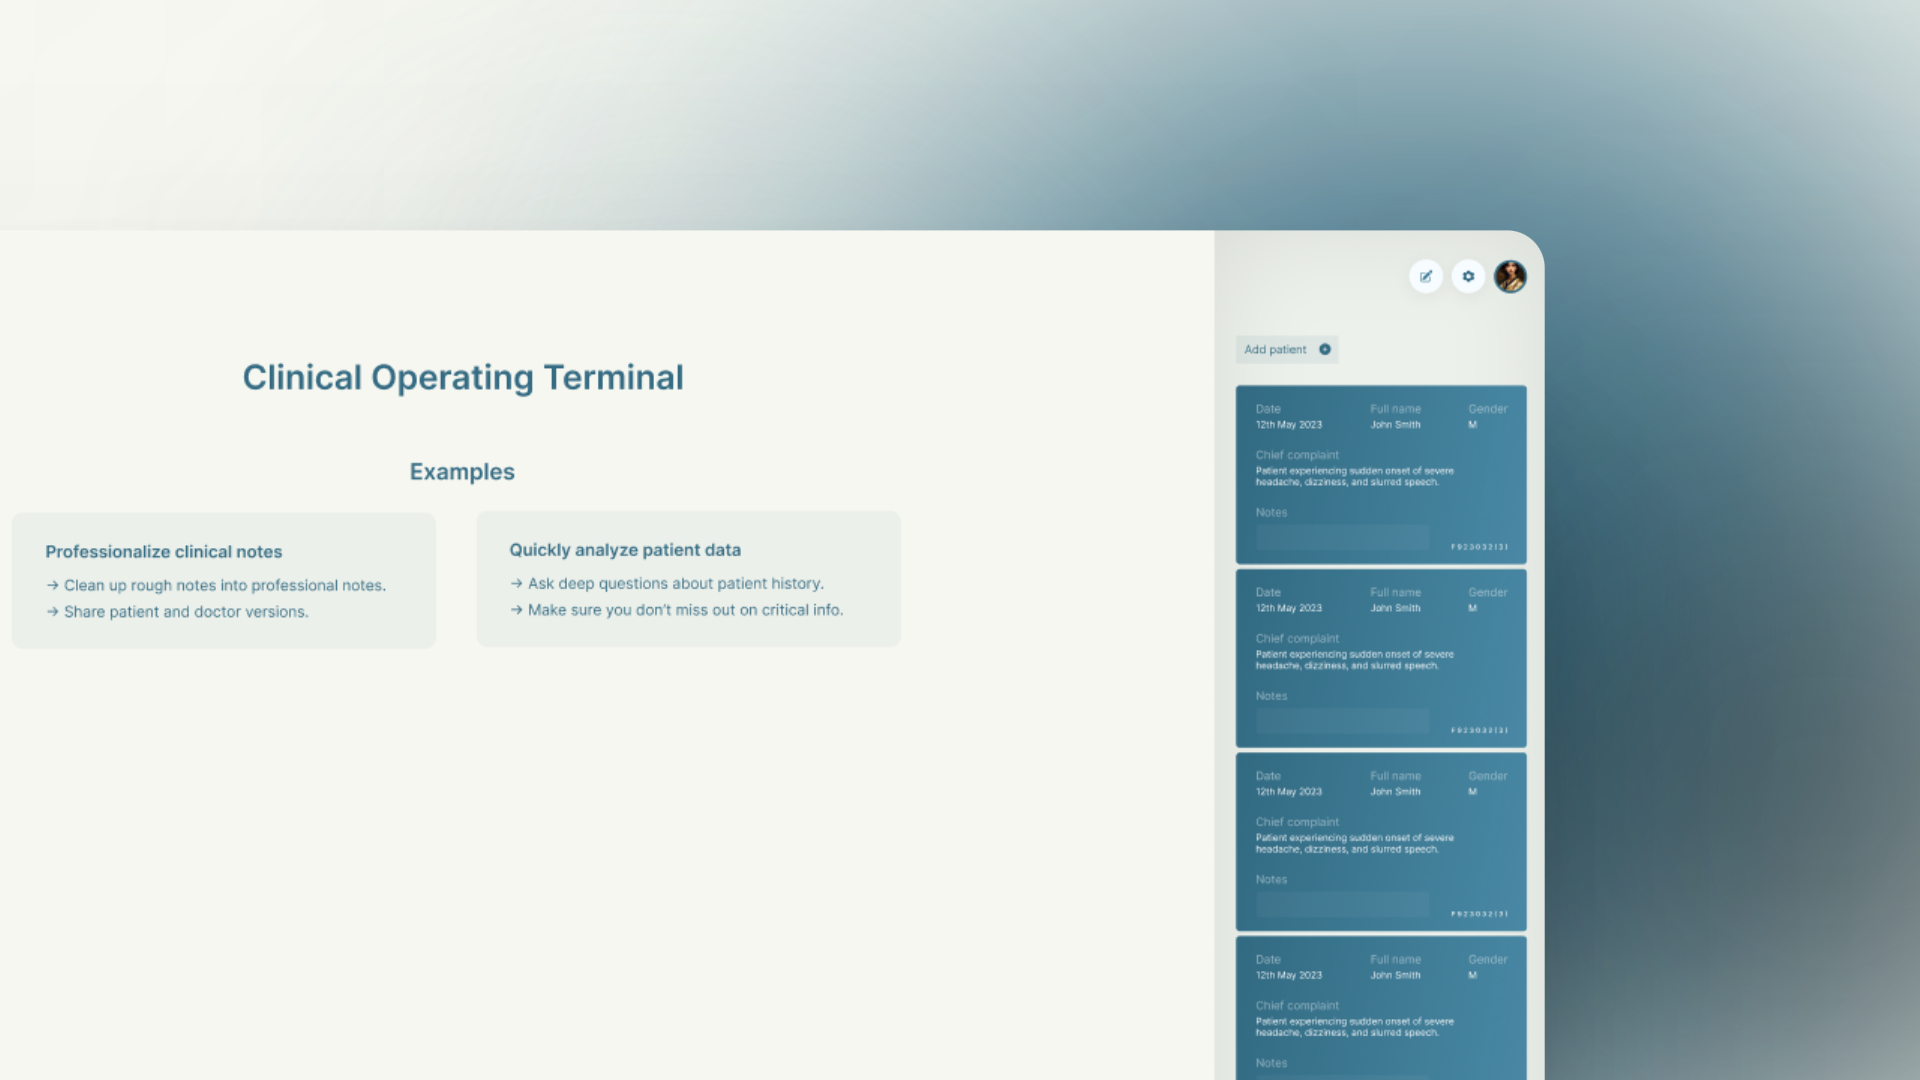 Clinical Operating Terminal
Examples
Professionalize clinical notes
→ Clean up rough notes into professional notes.
→ Share patient and doctor versions.
Quickly analyze patient data
→ Ask deep questions about patient history.
→ Make sure you don't miss out on critical info.
Add patient
Date Full name Gender
12th May 2023 John Smith M
Chief complaint
Patient experiencing sudden onset of severe
headache, dizziness, and slurred speech.
Notes
Date Full name Gender
12th May 2023 John Smith M
Chief complaint
Patient experiencing sudden onset of severe
headache, dizziness, and slurred speech.
Notes
Date Full name Gender
12th May 2023 John Smith M
Chief complaint
Patient experiencing sudden onset of severe
headache, dizziness, and slurred speech.
Notes
Date Full name Gender
12th May 2023 John Smith M
Chief complaint
Patient experiencing sudden onset of severe
headache, dizziness, and slurred speech.
Notes